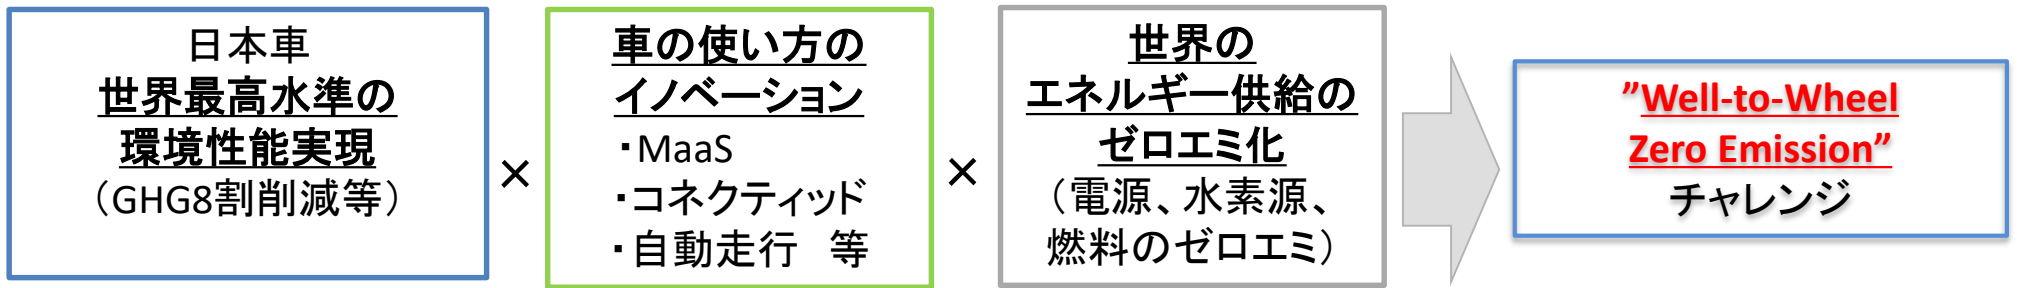 日本車
世界最高水準の
環境性能実現
（GHG8割削減等）
×
車の使い方の
イノベーション
・MaaS
・コネクティッド
・自動走行　等
×
世界の
エネルギー供給の
ゼロエミ化
（電源、水素源、
燃料のゼロエミ）
”Well-to-Wheel
Zero Emission”
チャレンジ